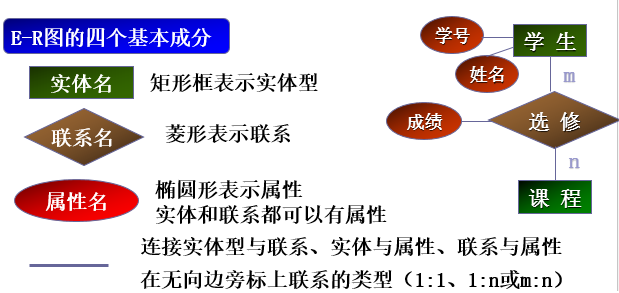 E-R图的四个基本成分
实体名
矩形框表示实体型
联系名
菱形表示联系
属性名
椭圆形表示属性
实体和联系都可以有属性
连接实体型与联系、实体与属性、联系与属性
在无向边旁标上联系的类型（1:1、1:n或m:n）
学号
学 生
姓名
m
成绩
选 修
n
课 程